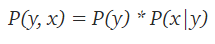 P(y, x) = P(y) * P(x|y)